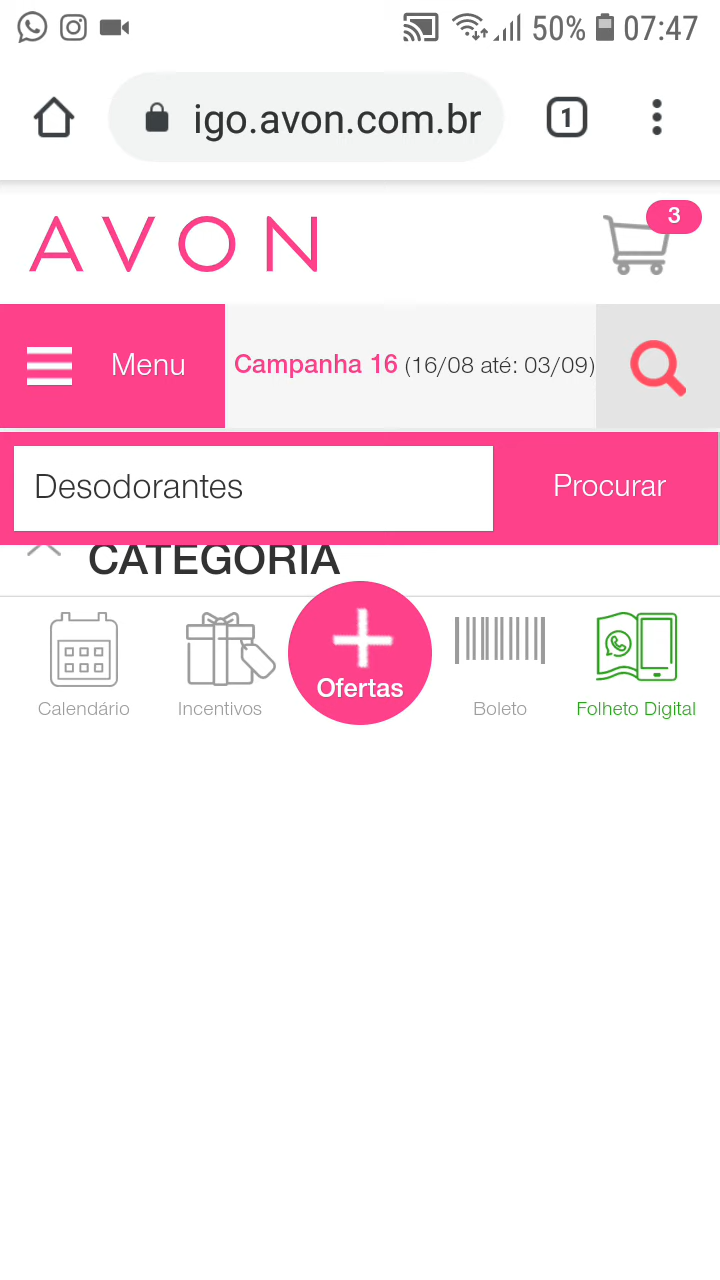 50% 07:47
1
igo.avon.com.br
AVON
3
Menu
Campanha 16 (16/08 até: 03/09)
Desodorantes
Procurar
CATEGORIA
Calendário
Incentivos
Ofertas
Boleto
Folheto Digital